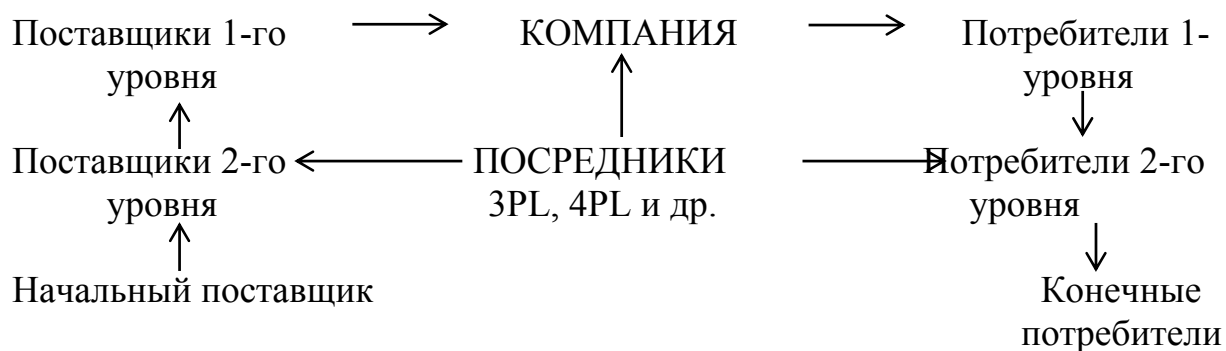 Поставщики 1-го
уровня
КОМПАНИЯ
Потребители 1-
уровня
Поставщики 2-го
уровня
ПОСРЕДНИКИ
3PL, 4PL и др.
Потребители 2-го
уровня
Начальный поставщик
Конечные
потребители